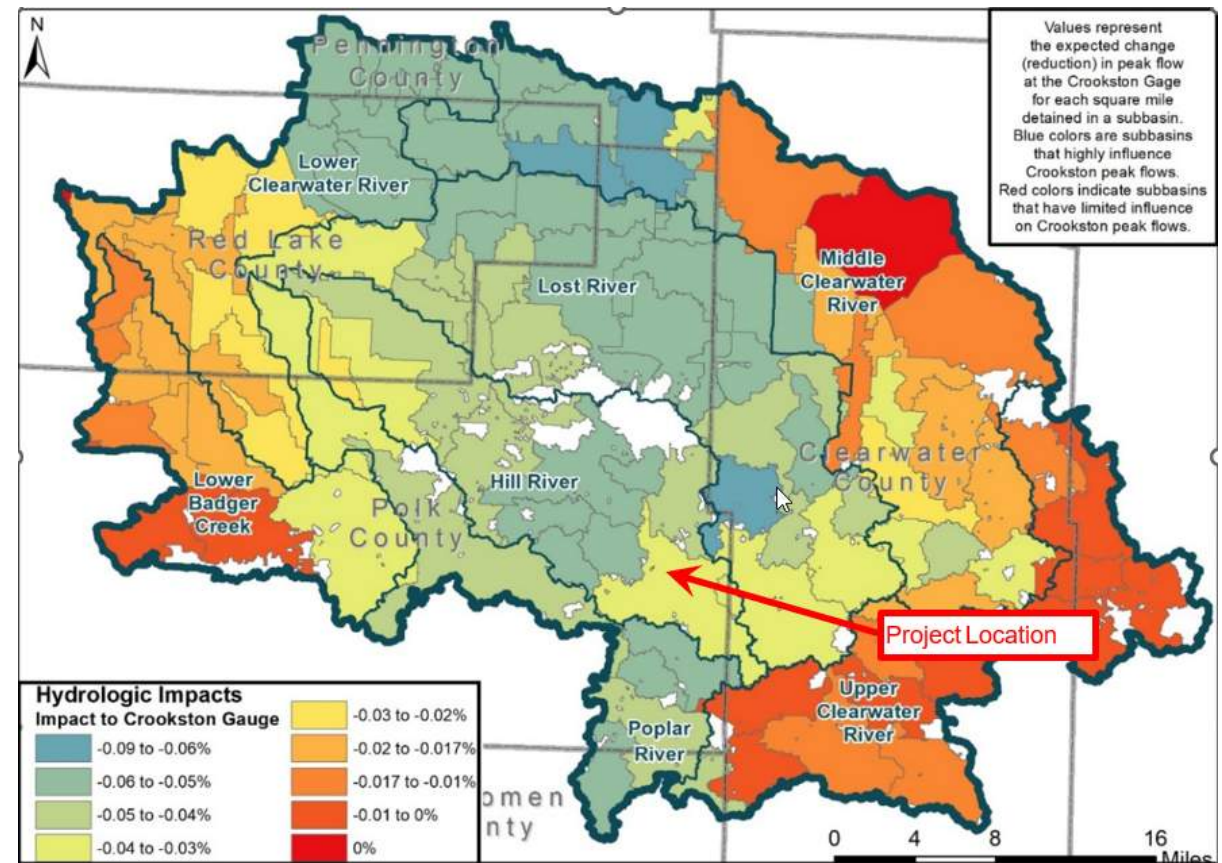 N
Pennington
County
Values represent
the expected change
(reduction) in peak flow
at the Crookston Gage
for each square mile
detained in a subbasin.
Blue colors are subbasins
that highly influence
Crookston peak flows.
Red colors indicate subbasins
that have limited influence
on Crookston peak flows.
Lower
Clearwater River
Red Lake
County
Middle
Clearwater
River
Lost River
Clearwater
County
Hill River
Lower
Badger
Creek
Polk
County
Project Location
Upper
Clearwater
River
Poplar
River
omen
nty
Hydrologic Impacts
Impact to Crookston Gauge
-0.09 to -0.06%
-0.06 to -0.05%
-0.05 to -0.04%
-0.04 to -0.03%
-0.03 to -0.02%
-0.02 to -0.017%
-0.017 to -0.01%
-0.01 to 0%
0%
0 4 8 16
Miles